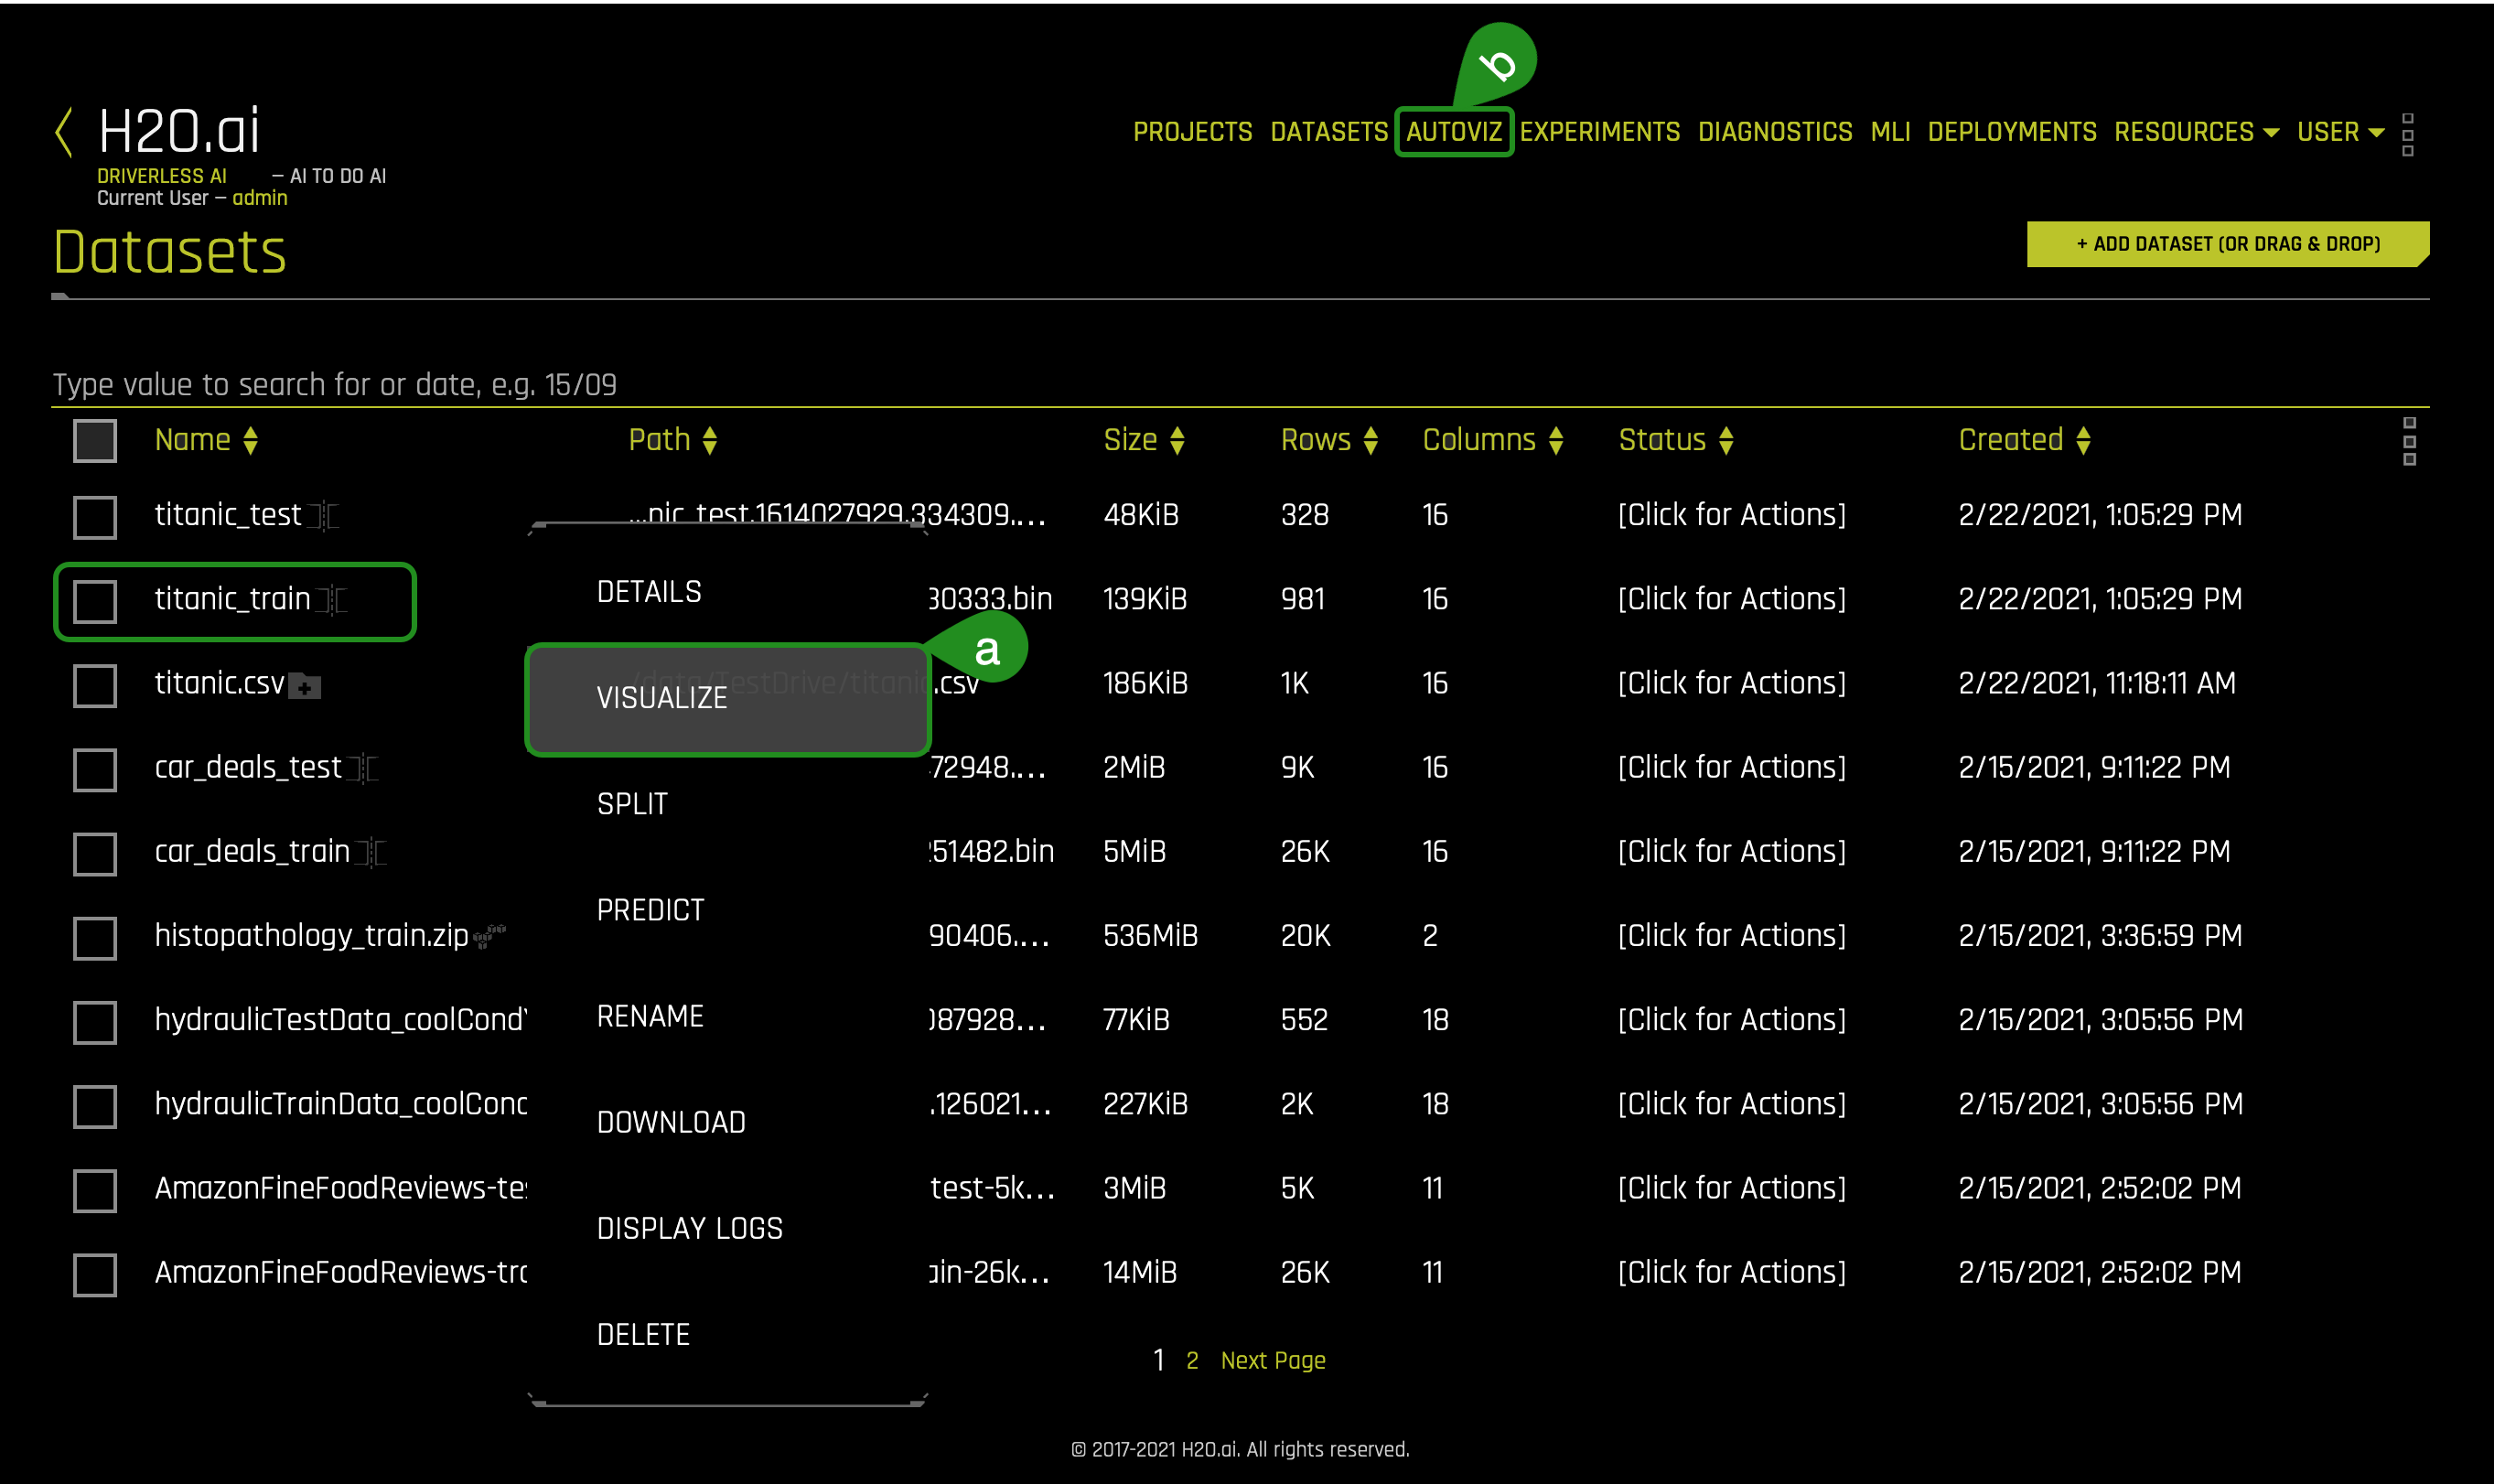 b
H2O.ai
PROJECTS DATASETS AUTOVIZ EXPERIMENTS DIAGNOSTICS MLI DEPLOYMENTS RESOURCES USER
DRIVERLESS AI — AI TO DO AI
Current User — admin
Datasets
+ ADD DATASET (OR DRAG & DROP)
Type value to search for or date, e.g. 15/09
Name Path Size Rows Columns Status Created
titanic_test ...nic_test.1614027929.334309.... 48KiB 328 16 [Click for Actions] 2/22/2021, 1:05:29 PM
DETAILS
titanic_train 30333.bin 139KiB 981 16 [Click for Actions] 2/22/2021, 1:05:29 PM
a
titanic.csv /data/TestDrive/titanic.csv 186KiB 1K 16 [Click for Actions] 2/22/2021, 11:18:11 AM
VISUALIZE
car_deals_test 72948.... 2MiB 9K 16 [Click for Actions] 2/15/2021, 9:11:22 PM
SPLIT
car_deals_train 51482.bin 5MiB 26K 16 [Click for Actions] 2/15/2021, 9:11:22 PM
PREDICT
histopathology_train.zip 90406.... 536MiB 20K 2 [Click for Actions] 2/15/2021, 3:36:59 PM
RENAME
hydraulicTestData_coolCond 87928... 77KiB 552 18 [Click for Actions] 2/15/2021, 3:05:56 PM
hydraulicTrainData_coolCond .126021... 227KiB 2K 18 [Click for Actions] 2/15/2021, 3:05:56 PM
DOWNLOAD
AmazonFineFoodReviews-tes test-5k... 3MiB 5K 11 [Click for Actions] 2/15/2021, 2:52:02 PM
DISPLAY LOGS
AmazonFineFoodReviews-tra ain-26k... 14MiB 26K 11 [Click for Actions] 2/15/2021, 2:52:02 PM
DELETE
1 2 Next Page
© 2017-2021 H2O.ai. All rights reserved.